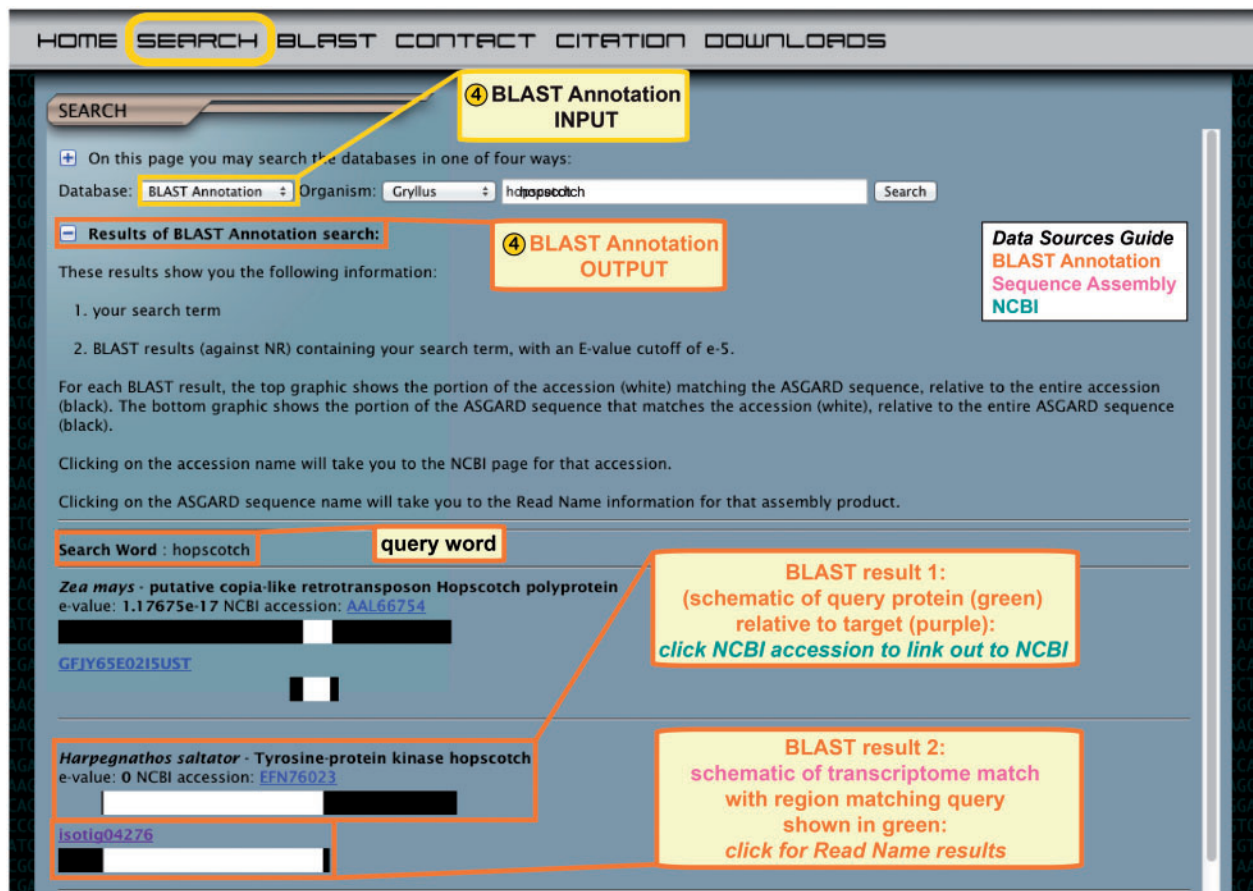 HOME SEARCH BLAST CONTACT CITATION DOWNLOADS
④ BLAST Annotation
INPUT
SEARCH
On this page you may search the databases in one of four ways:
Database: BLAST Annotation Organism: Gryllus hopscotch Search
Results of BLAST Annotation search:
④ BLAST Annotation
OUTPUT
Data Sources Guide
BLAST Annotation
Sequence Assembly
NCBI
These results show you the following information:
1. your search term
2. BLAST results (against NR) containing your search term, with an E-value cutoff of e-5.
For each BLAST result, the top graphic shows the portion of the accession (white) matching the ASGARD sequence, relative to the entire accession
(black). The bottom graphic shows the portion of the ASGARD sequence that matches the accession (white), relative to the entire ASGARD sequence
(black).
Clicking on the accession name will take you to the NCBI page for that accession.
Clicking on the ASGARD sequence name will take you to the Read Name information for that assembly product.
Search Word : hopscotch
query word
Zea mays - putative copia-like retrotransposon Hopscotch polyprotein
e-value: 1.17675e-17 NCBI accession: AAL66754
GFJY65E02I5UST
BLAST result 1:
(schematic of query protein (green)
relative to target (purple):
click NCBI accession to link out to NCBI
Harpegnathos saltator - Tyrosine-protein kinase hopscotch
e-value: 0 NCBI accession: EFN76023
isotig04276
BLAST result 2:
schematic of transcriptome match
with region matching query
shown in green:
click for Read Name results